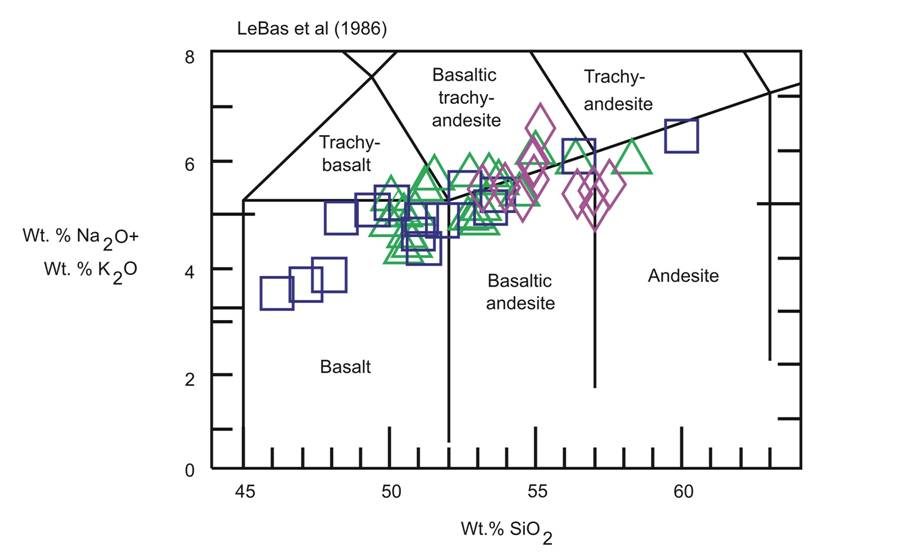 LeBas et al (1986)
8
6
4
2
0
Wt. % Na2O+
Wt. % K2O
Basaltic
trachy-
andesite
Trachy-
andesite
Trachy-
basalt
Basaltic
andesite
Andesite
Basalt
45 50 55 60
Wt.% SiO2